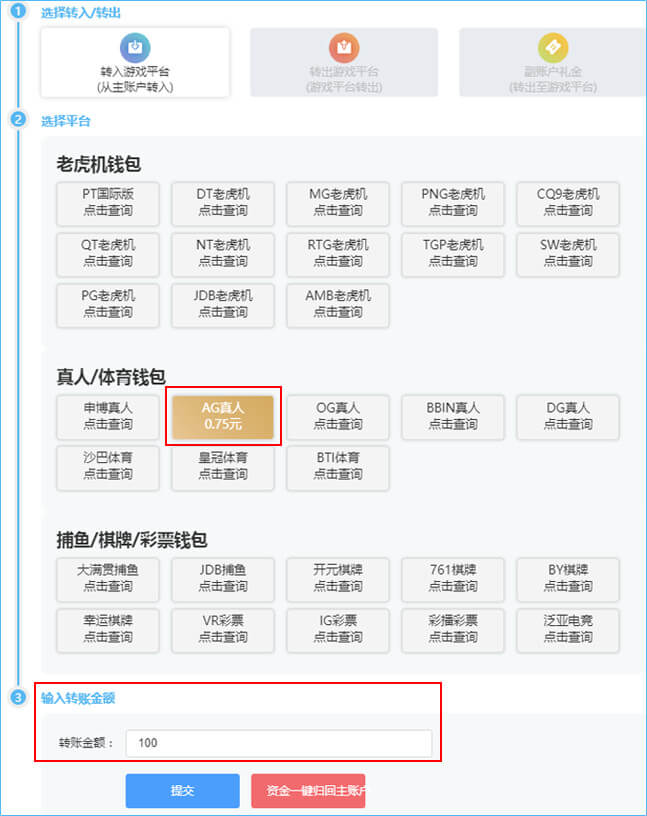 1 选择转入/转出
转入游戏平台
(从主账户转入)
转出游戏平台
(游戏平台转出)
副账户礼金
(转出至游戏平台)
2 选择平台
老虎机钱包
PT国际版
点击查询
DT老虎机
点击查询
MG老虎机
点击查询
PNG老虎机
点击查询
CQ9老虎机
点击查询
QT老虎机
点击查询
NT老虎机
点击查询
RTG老虎机
点击查询
TGP老虎机
点击查询
SW老虎机
点击查询
PG老虎机
点击查询
JDB老虎机
点击查询
AMB老虎机
点击查询
真人/体育钱包
申博真人
点击查询
AG真人
0.75元
OG真人
点击查询
BBIN真人
点击查询
DG真人
点击查询
沙巴体育
点击查询
皇冠体育
点击查询
BTI体育
点击查询
捕鱼/棋牌/彩票钱包
大满贯捕鱼
点击查询
JDB捕鱼
点击查询
开元棋牌
点击查询
761棋牌
点击查询
BY棋牌
点击查询
幸运棋牌
点击查询
VR彩票
点击查询
IG彩票
点击查询
彩播彩票
点击查询
泛亚电竞
点击查询
3 输入转账金额
转账金额： 100
提交
资金一键归回主账户